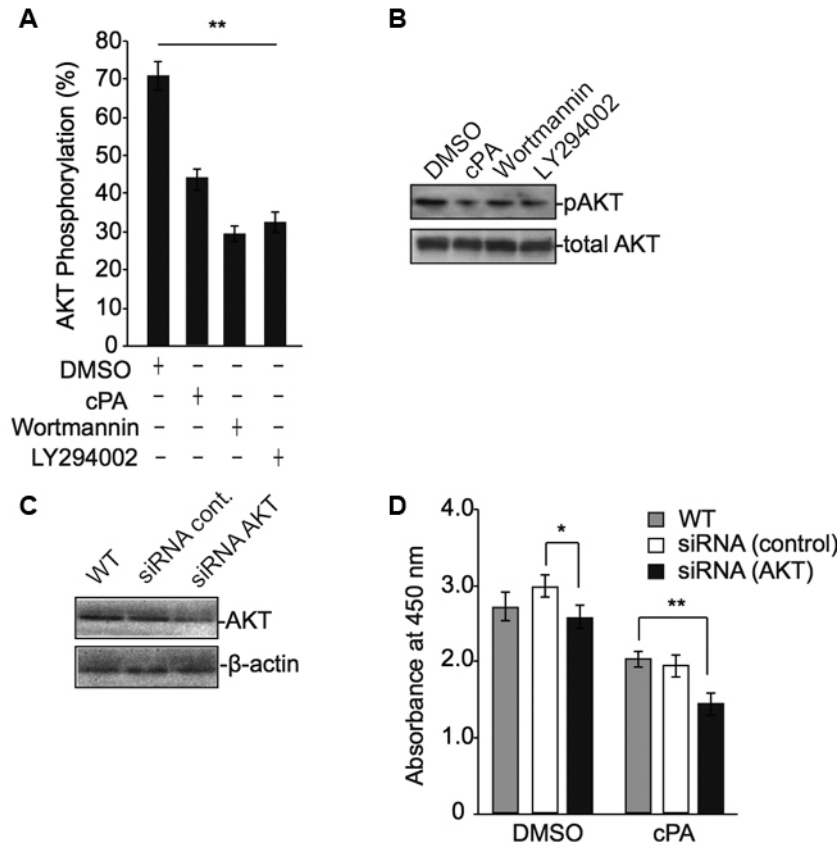 A
**
AKT Phosphorylation (%)
80
70
60
50
40
30
20
10
0
DMSO + – – –
cPA – + – –
Wortmannin – – + –
LY294002 – – – +
B
DMSO
cPA
Wortmannin
LY294002
-pAKT
-total AKT
C
WT
siRNA cont.
siRNA AKT
-AKT
-β-actin
D
Absorbance at 450 nm
4.0
3.0
2.0
1.0
0
WT
siRNA (control)
siRNA (AKT)
*
**
DMSO cPA